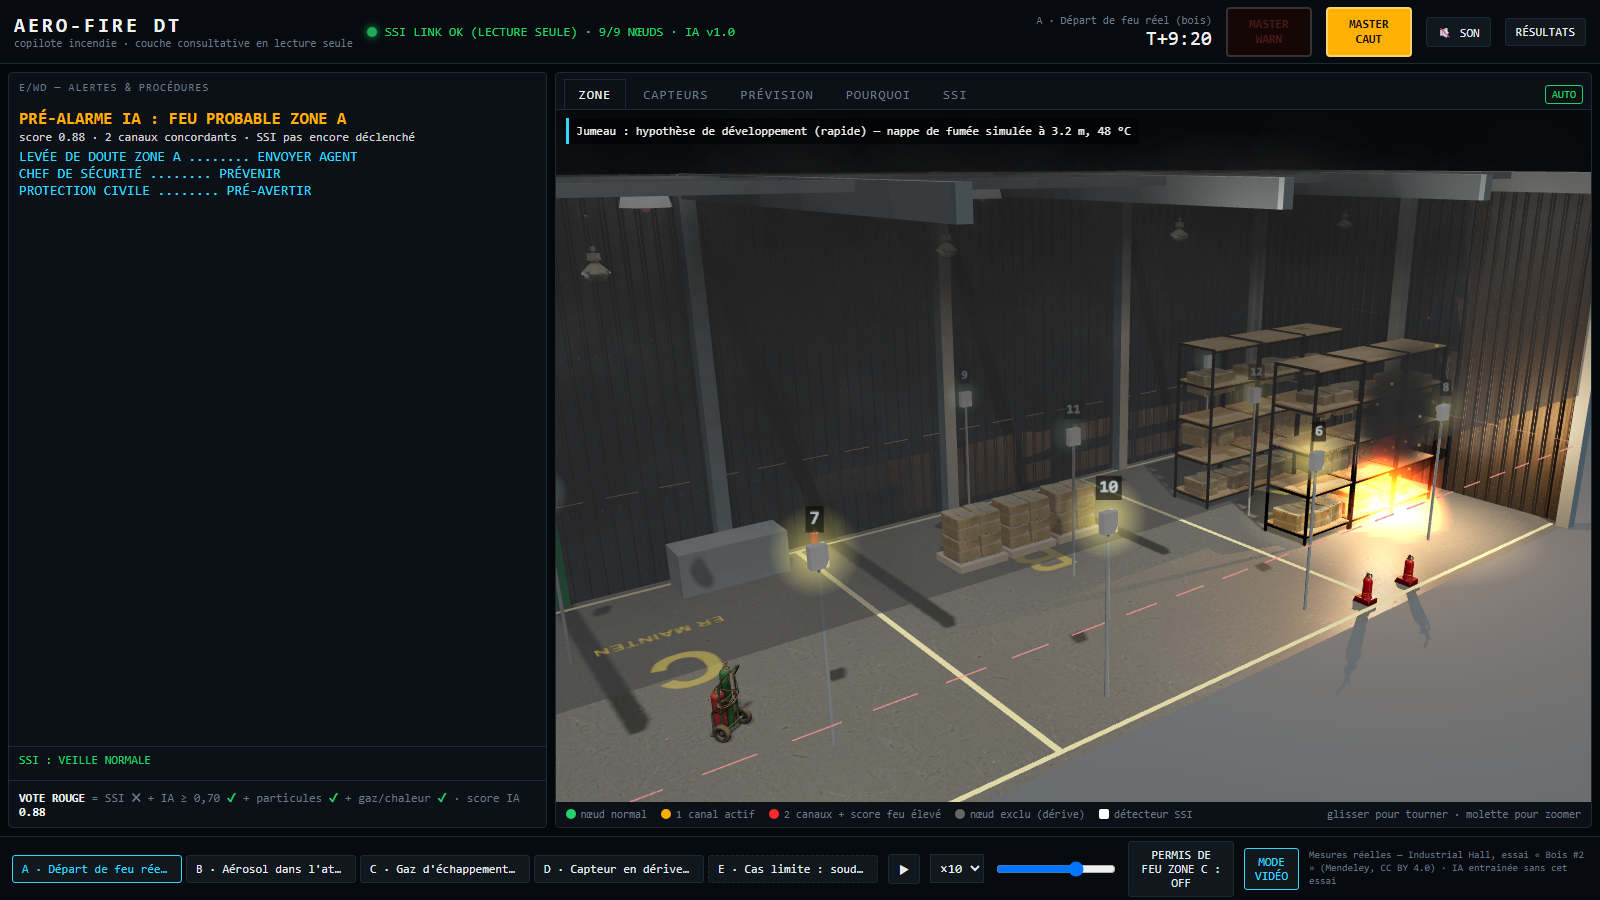 AERO-FIRE DT
copilote incendie · couche consultative en lecture seule
SSI LINK OK (LECTURE SEULE) · 9/9 NŒUDS · IA v1.0
A · Départ de feu réel (bois)
T+9:20
MASTER
WARN
MASTER
CAUT
SON
RÉSULTATS
E/WD — ALERTES & PROCÉDURES
PRÉ-ALARME IA : FEU PROBABLE ZONE A
score 0.88 · 2 canaux concordants · SSI pas encore déclenché
LEVÉE DE DOUTE ZONE A ........ ENVOYER AGENT
CHEF DE SÉCURITÉ ........ PRÉVENIR
PROTECTION CIVILE ........ PRÉ-AVERTIR
SSI : VEILLE NORMALE
VOTE ROUGE = SSI ✕ + IA ≥ 0,70 ✓ + particules ✓ + gaz/chaleur ✓ · score IA
0.88
ZONE
CAPTEURS
PRÉVISION
POURQUOI
SSI
AUTO
Jumeau : hypothèse de développement (rapide) — nappe de fumée simulée à 3.2 m, 48 °C
9
11
12
8
6
10
7
B
ER MAINTEN
C
nœud normal
1 canal actif
2 canaux + score feu élevé
nœud exclu (dérive)
détecteur SSI
glisser pour tourner · molette pour zoomer
A · Départ de feu rée…
B · Aérosol dans l'at…
C · Gaz d'échappement…
D · Capteur en dérive…
E · Cas limite : soud…
×10
PERMIS DE
FEU ZONE C :
OFF
MODE
VIDÉO
Mesures réelles — Industrial Hall, essai « Bois #2
» (Mendeley, CC BY 4.0) · IA entraînée sans cet
essai